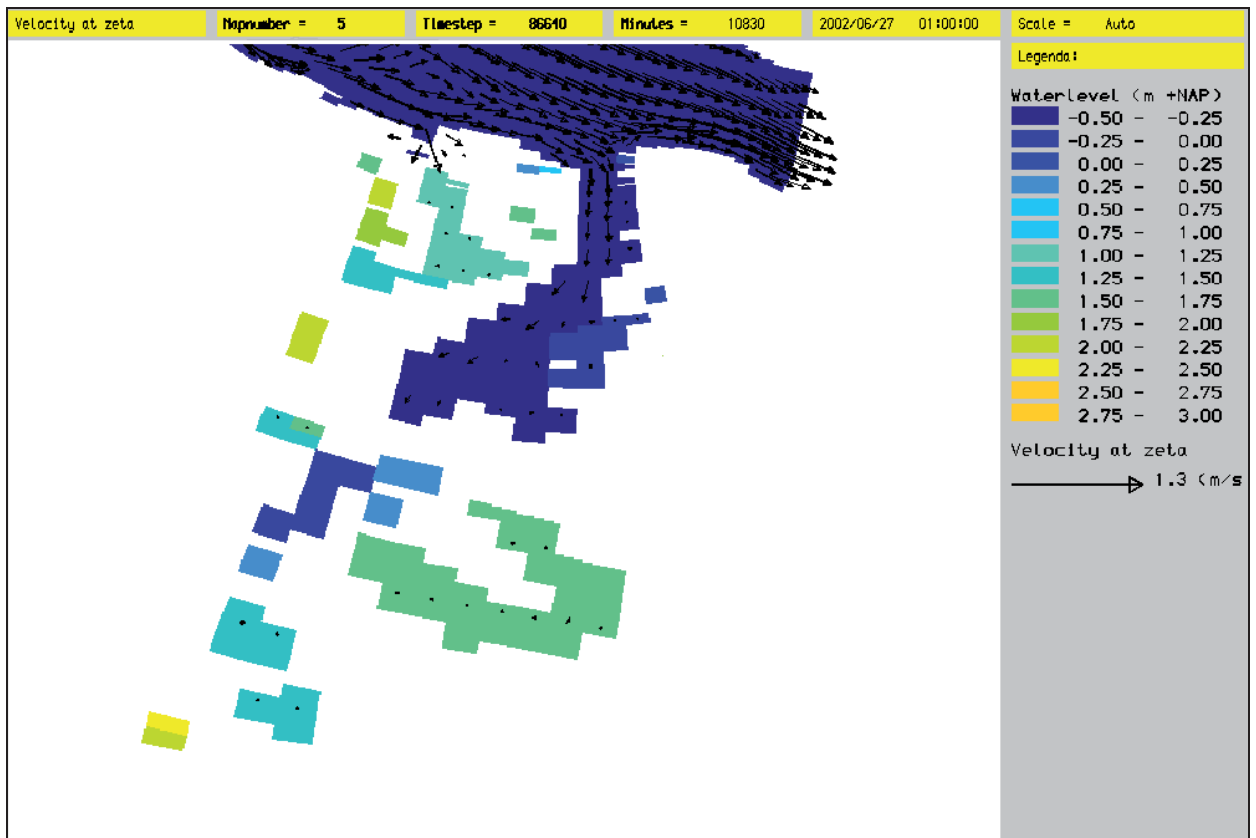 Velocity at zeta Mapnumber = 5 Timestep = 86640 Minutes = 10830 2002/06/27 01:00:00 Scale = Auto
Legenda:
Waterlevel (m +NAP)
-0.50 - -0.25
-0.25 - 0.00
0.00 - 0.25
0.25 - 0.50
0.50 - 0.75
0.75 - 1.00
1.00 - 1.25
1.25 - 1.50
1.50 - 1.75
1.75 - 2.00
2.00 - 2.25
2.25 - 2.50
2.50 - 2.75
2.75 - 3.00
Velocity at zeta
1.3 (m/s